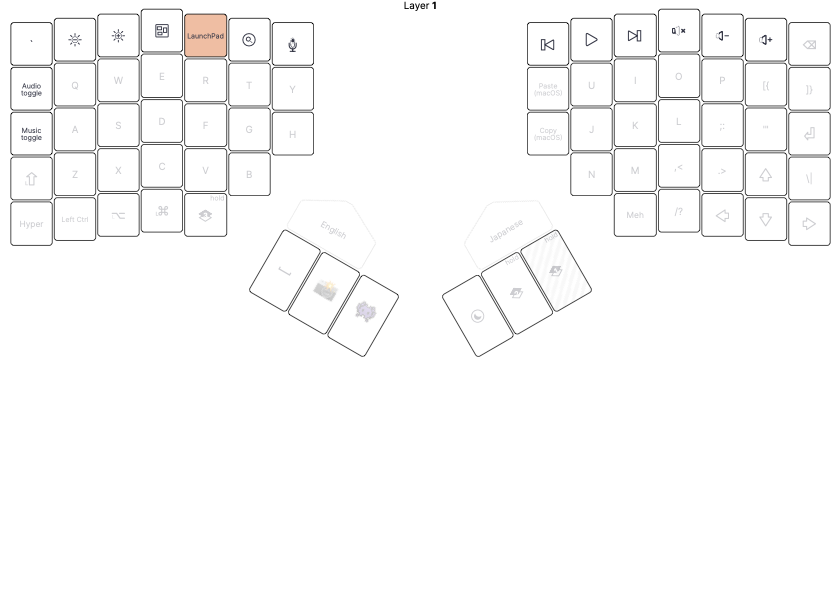 Layer 1
`
LaunchPad
Audio
toggle
Q
W
E
R
T
Y
Paste
(macOS)
U
I
O
P
[{
]}
Music
toggle
A
S
D
F
G
H
Copy
(macOS)
J
K
L
;:
'"
Z
X
C
V
B
N
M
,<
.>
\|
Hyper
Left Ctrl
hold
Meh
/?
English
Japanese
hold
hold